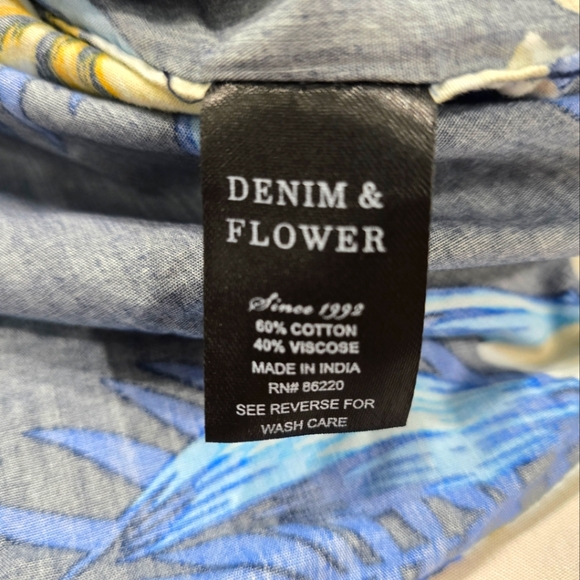 DENIM &
FLOWER
Since 1992
60% COTTON
40% VISCOSE
MADE IN INDIA
RN# 86220
SEE REVERSE FOR
WASH CARE